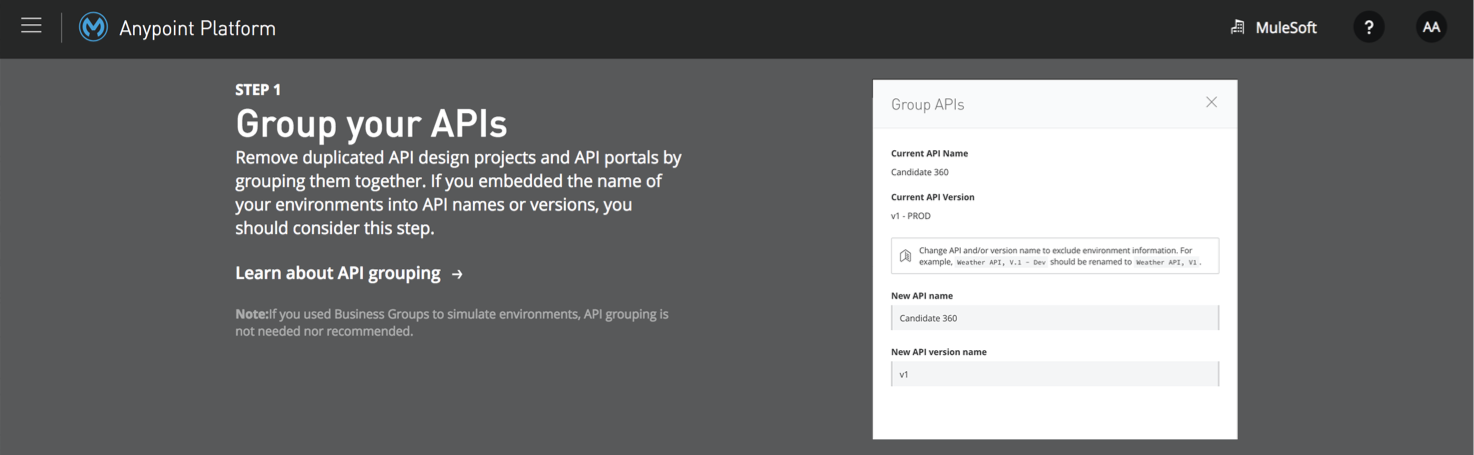 Anypoint Platform
MuleSoft
?
AA
STEP 1
Group your APIs
Remove duplicated API design projects and API portals by
grouping them together. If you embedded the name of
your environments into API names or versions, you
should consider this step.
Learn about API grouping →
Note:If you used Business Groups to simulate environments, API grouping is
not needed nor recommended.
Group APIs
Current API Name
Candidate 360
Current API Version
v1 - PROD
Change API and/or version name to exclude environment information. For
example, Weather API, V.1 - Dev should be renamed to Weather API, V1.
New API name
Candidate 360
New API version name
v1